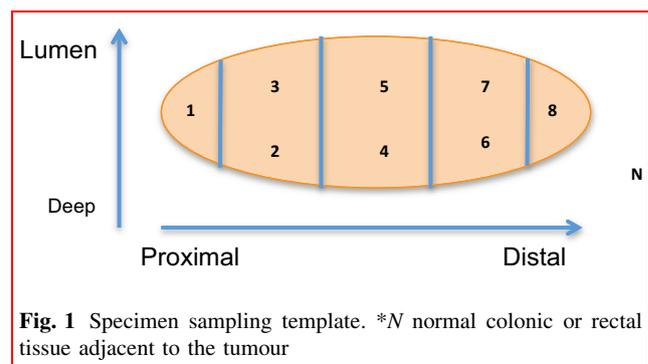 Lumen
3 5 7
1 8
2 4 6
N
Deep
Proximal Distal
Fig. 1 Specimen sampling template. *N normal colonic or rectal
tissue adjacent to the tumour